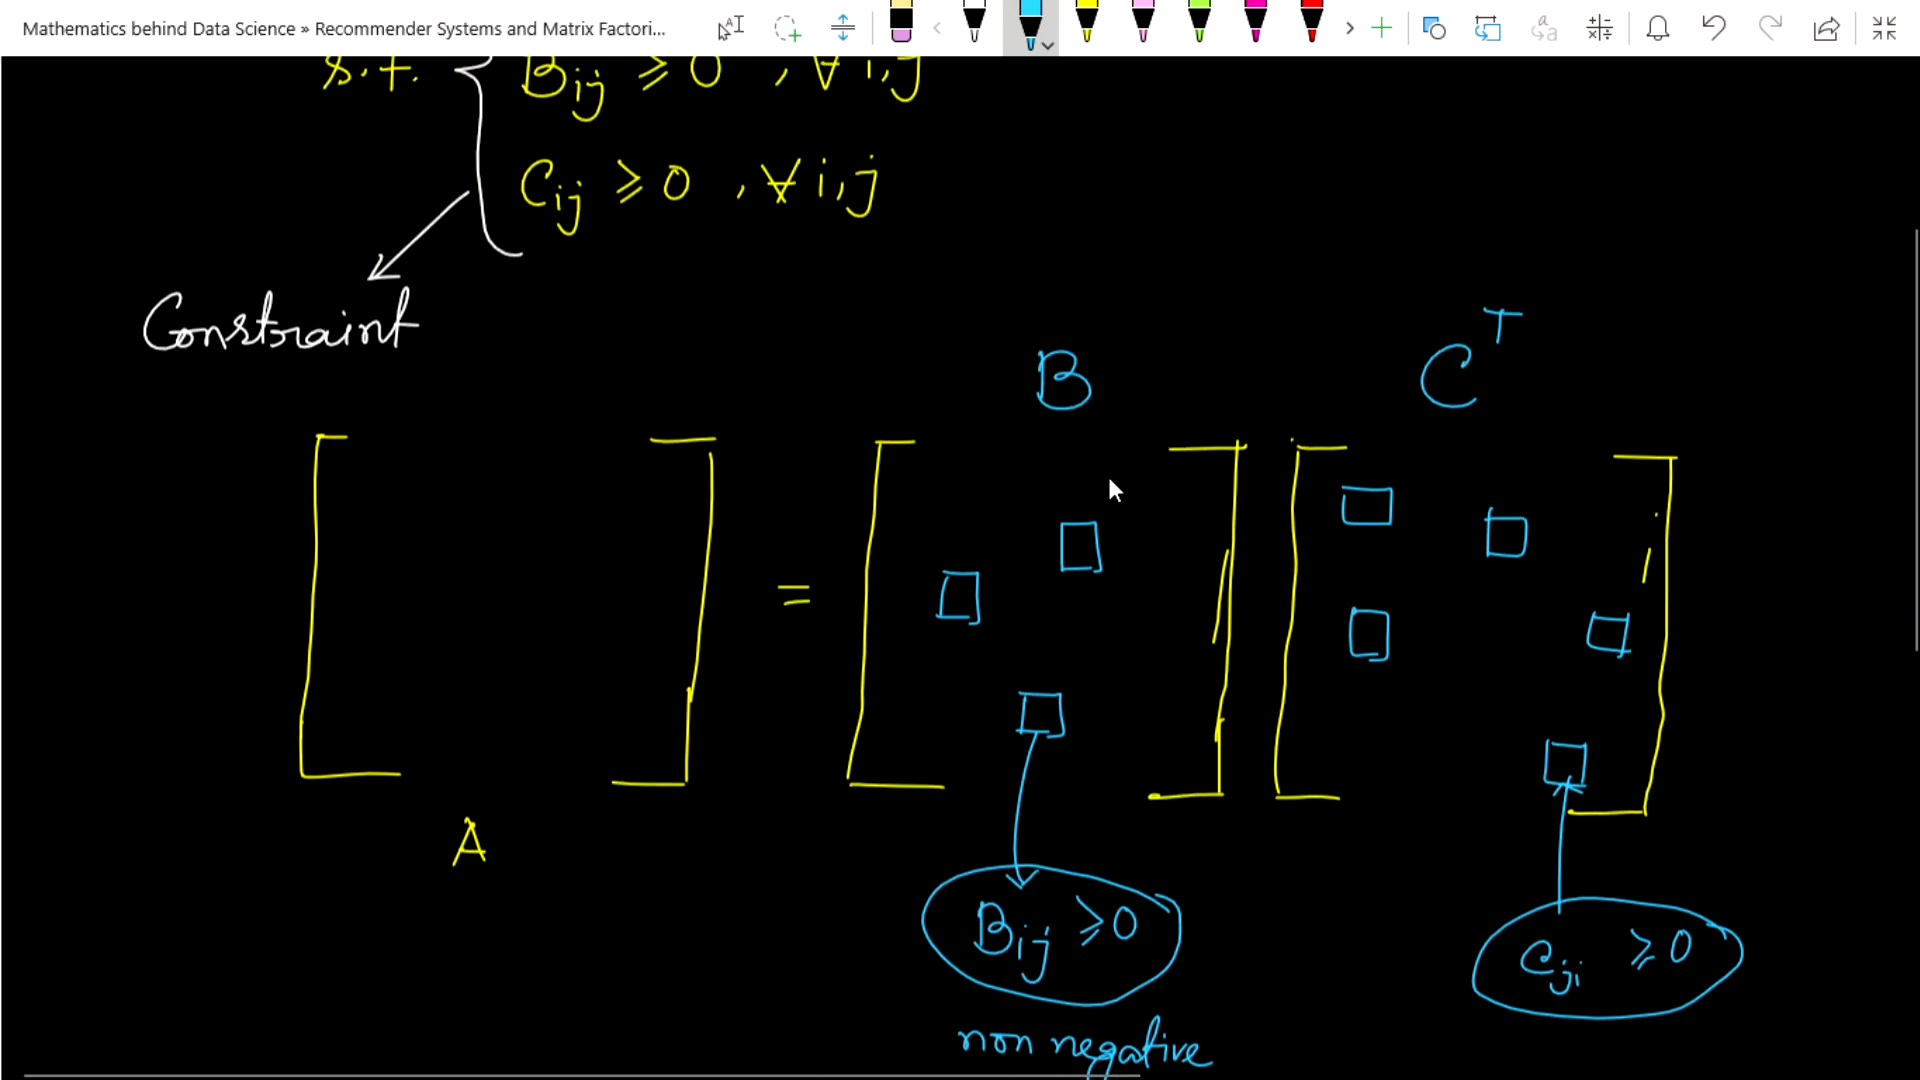 Mathematics behind Data Science » Recommender Systems and Matrix Factori...
s.t. { Bij ⩾ 0 , ∀ i,j
Cij ⩾ 0 , ∀ i,j
Constraint
B Cᵀ
=
A
Bij ⩾ 0
Cji ⩾ 0
non negative